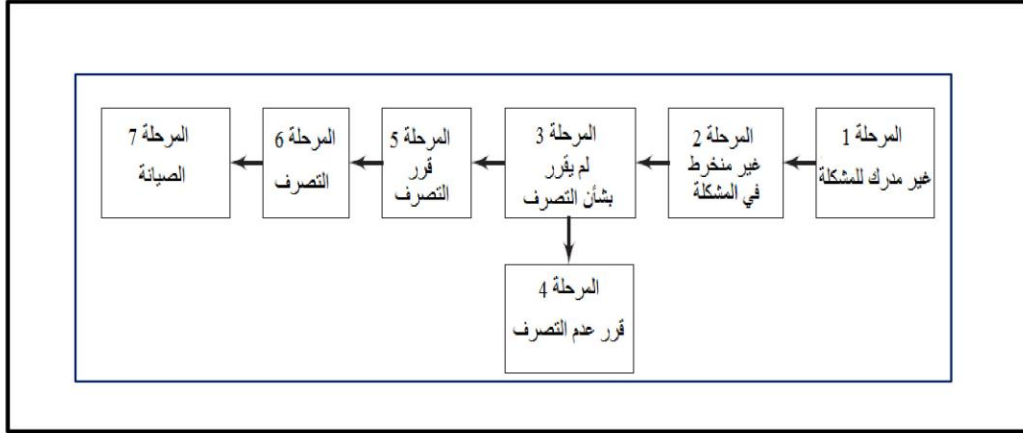 المرحلة 1
غير مدرك للمشكلة
المرحلة 2
غير منخرط
في المشكلة
المرحلة 3
لم يقرر
بشأن التصرف
المرحلة 4
قرر عدم التصرف
المرحلة 5
قرر
التصرف
المرحلة 6
التصرف
المرحلة 7
الصيانة